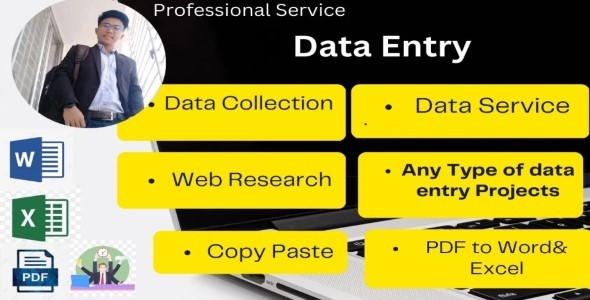 Professional Service
Data Entry
• Data Collection
• Data Service
.
• Web Research
• Any Type of data
entry Projects
• Copy Paste
• PDF to Word&
Excel
W
X
PDF